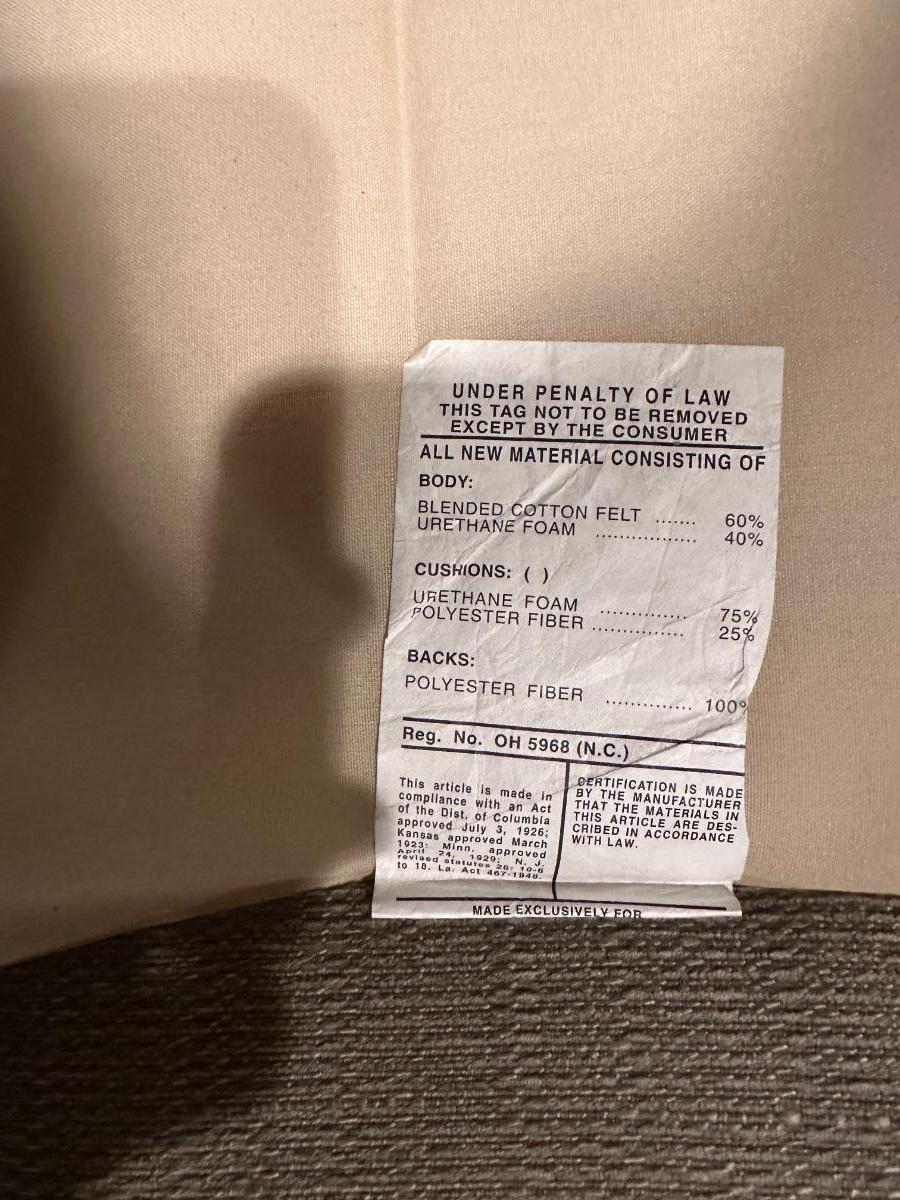 UNDER PENALTY OF LAW
THIS TAG NOT TO BE REMOVED
EXCEPT BY THE CONSUMER
ALL NEW MATERIAL CONSISTING OF
BODY:
BLENDED COTTON FELT ....... 60%
URETHANE FOAM ................. 40%
CUSHIONS: ( )
URETHANE FOAM .............. 75%
POLYESTER FIBER ............... 25%
BACKS:
POLYESTER FIBER .............. 100%
Reg. No. OH 5968 (N.C.)
This article is made in
compliance with an Act
of the Dist. of Columbia
approved July 3, 1926;
Kansas approved March
1923; Minn. approved
April 24, 1929; N. J.
revised statutes 26: 10-6
to 18. La. Act 467-1948.
CERTIFICATION IS MADE
BY THE MANUFACTURER
THAT THE MATERIALS IN
THIS ARTICLE ARE DES-
CRIBED IN ACCORDANCE
WITH LAW.
MADE EXCLUSIVELY FOR